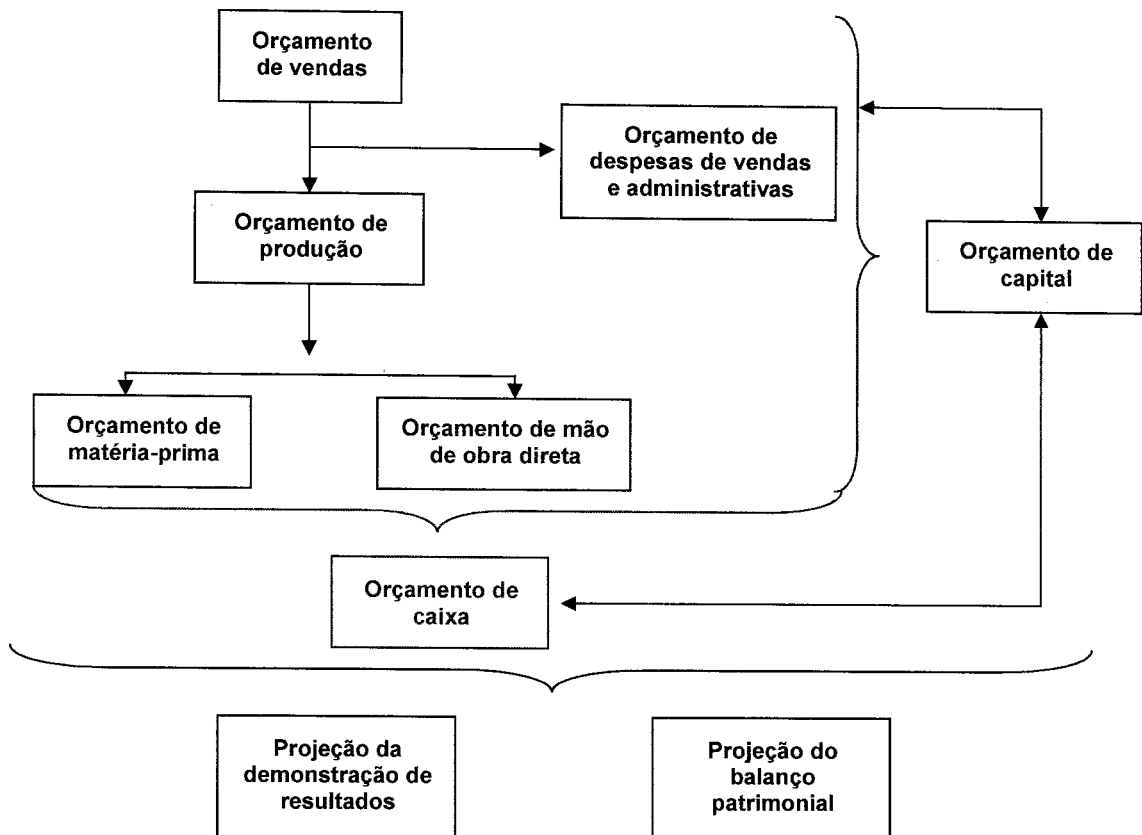 Orçamento
de vendas
Orçamento de
despesas de vendas
e administrativas
Orçamento de
produção
Orçamento de
capital
Orçamento de
matéria-prima
Orçamento de mão
de obra direta
Orçamento de
caixa
Projeção da
demonstração de
resultados
Projeção do
balanço
patrimonial